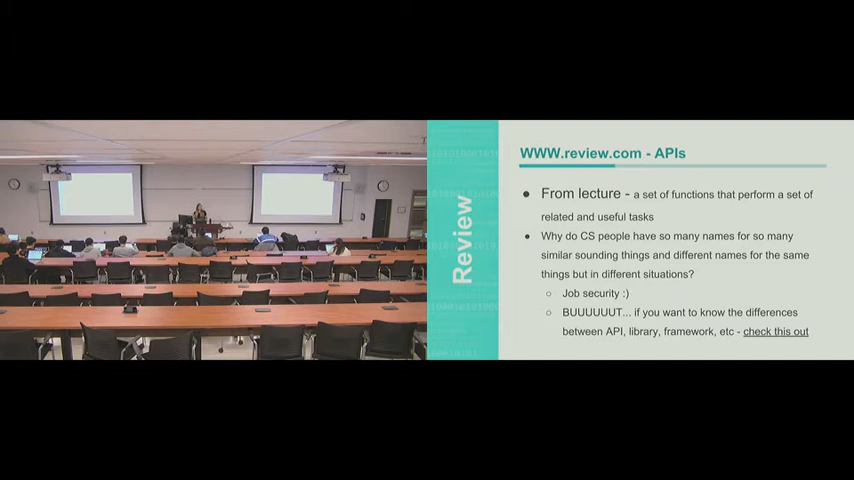 Review
WWW.review.com - APIs
● From lecture - a set of functions that perform a set of
related and useful tasks
● Why do CS people have so many names for so many
similar sounding things and different names for the same
things but in different situations?
○ Job security :)
○ BUUUUUUT... if you want to know the differences
between API, library, framework, etc - check this out